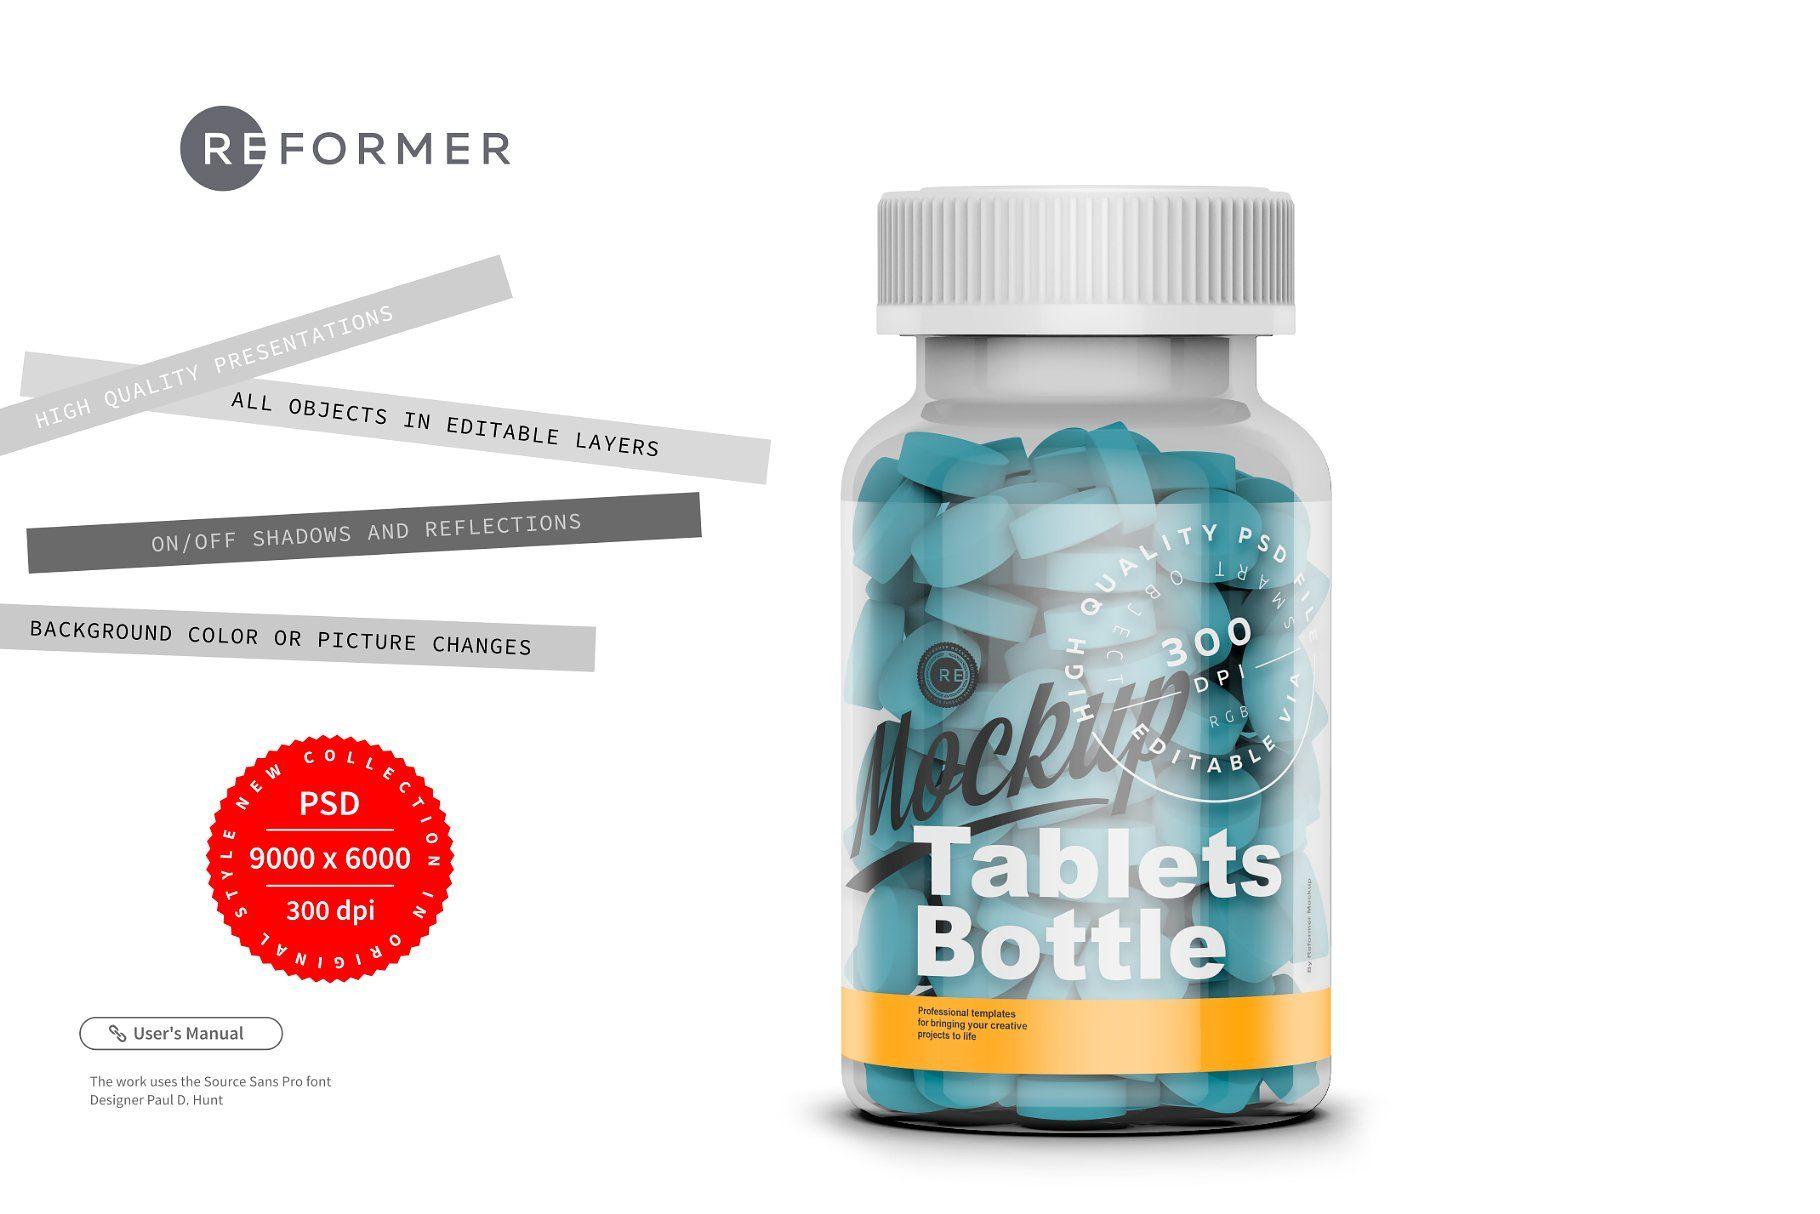 REFORMER
HIGH QUALITY PRESENTATIONS
ALL OBJECTS IN EDITABLE LAYERS
ON/OFF SHADOWS AND REFLECTIONS
BACKGROUND COLOR OR PICTURE CHANGES
NEW COLLECTION IN ORIGINAL STYLE
PSD
9000 x 6000
300 dpi
User's Manual
The work uses the Source Sans Pro font
Designer Paul D. Hunt
HIGH QUALITY PSD FILE
SMART OBJECT
300
DPI
RGB
EDITABLE VIA
RE
Mockup
Tablets
Bottle
By Reformer Mockup
Professional templates
for bringing your creative
projects to life